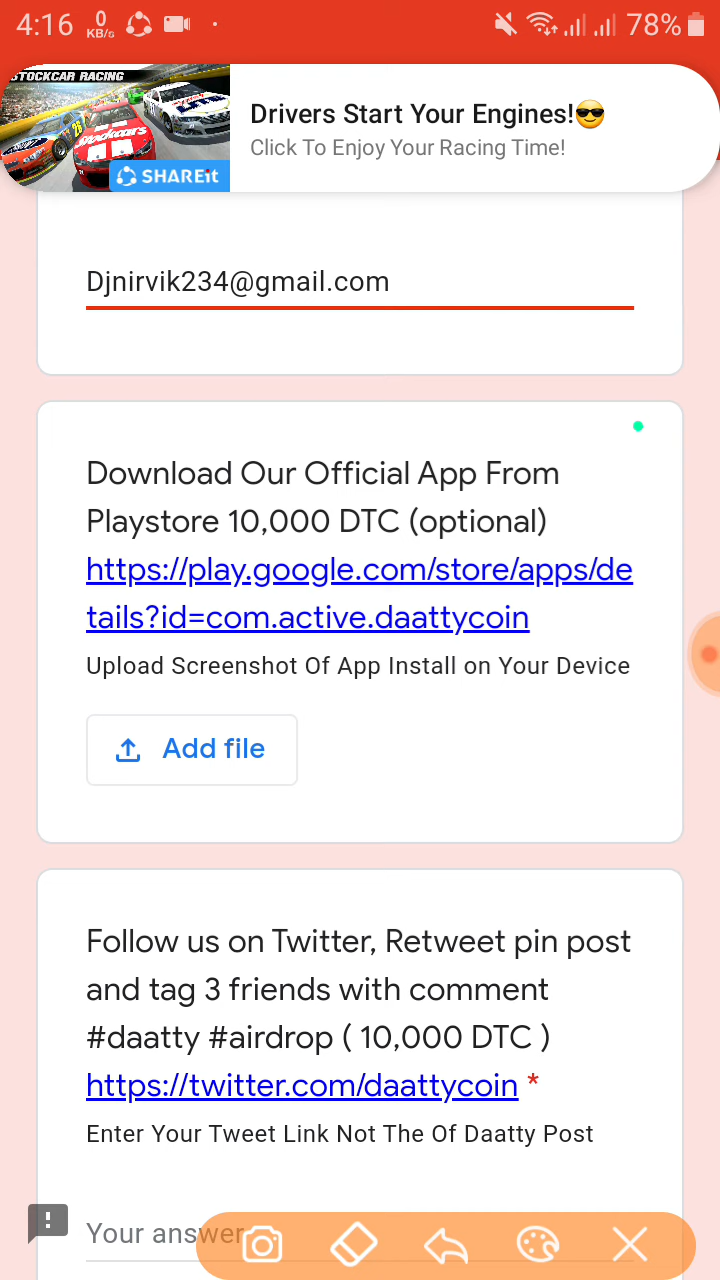 4:16 0 KB/s 78%
STOCKCAR RACING
26
Stockcars
SHAREit
Drivers Start Your Engines!😎
Click To Enjoy Your Racing Time!
Djnirvik234@gmail.com
Download Our Official App From
Playstore 10,000 DTC (optional)
https://play.google.com/store/apps/de
tails?id=com.active.daattycoin
Upload Screenshot Of App Install on Your Device
Add file
Follow us on Twitter, Retweet pin post
and tag 3 friends with comment
#daatty #airdrop ( 10,000 DTC )
https://twitter.com/daattycoin *
Enter Your Tweet Link Not The Of Daatty Post
Your answer